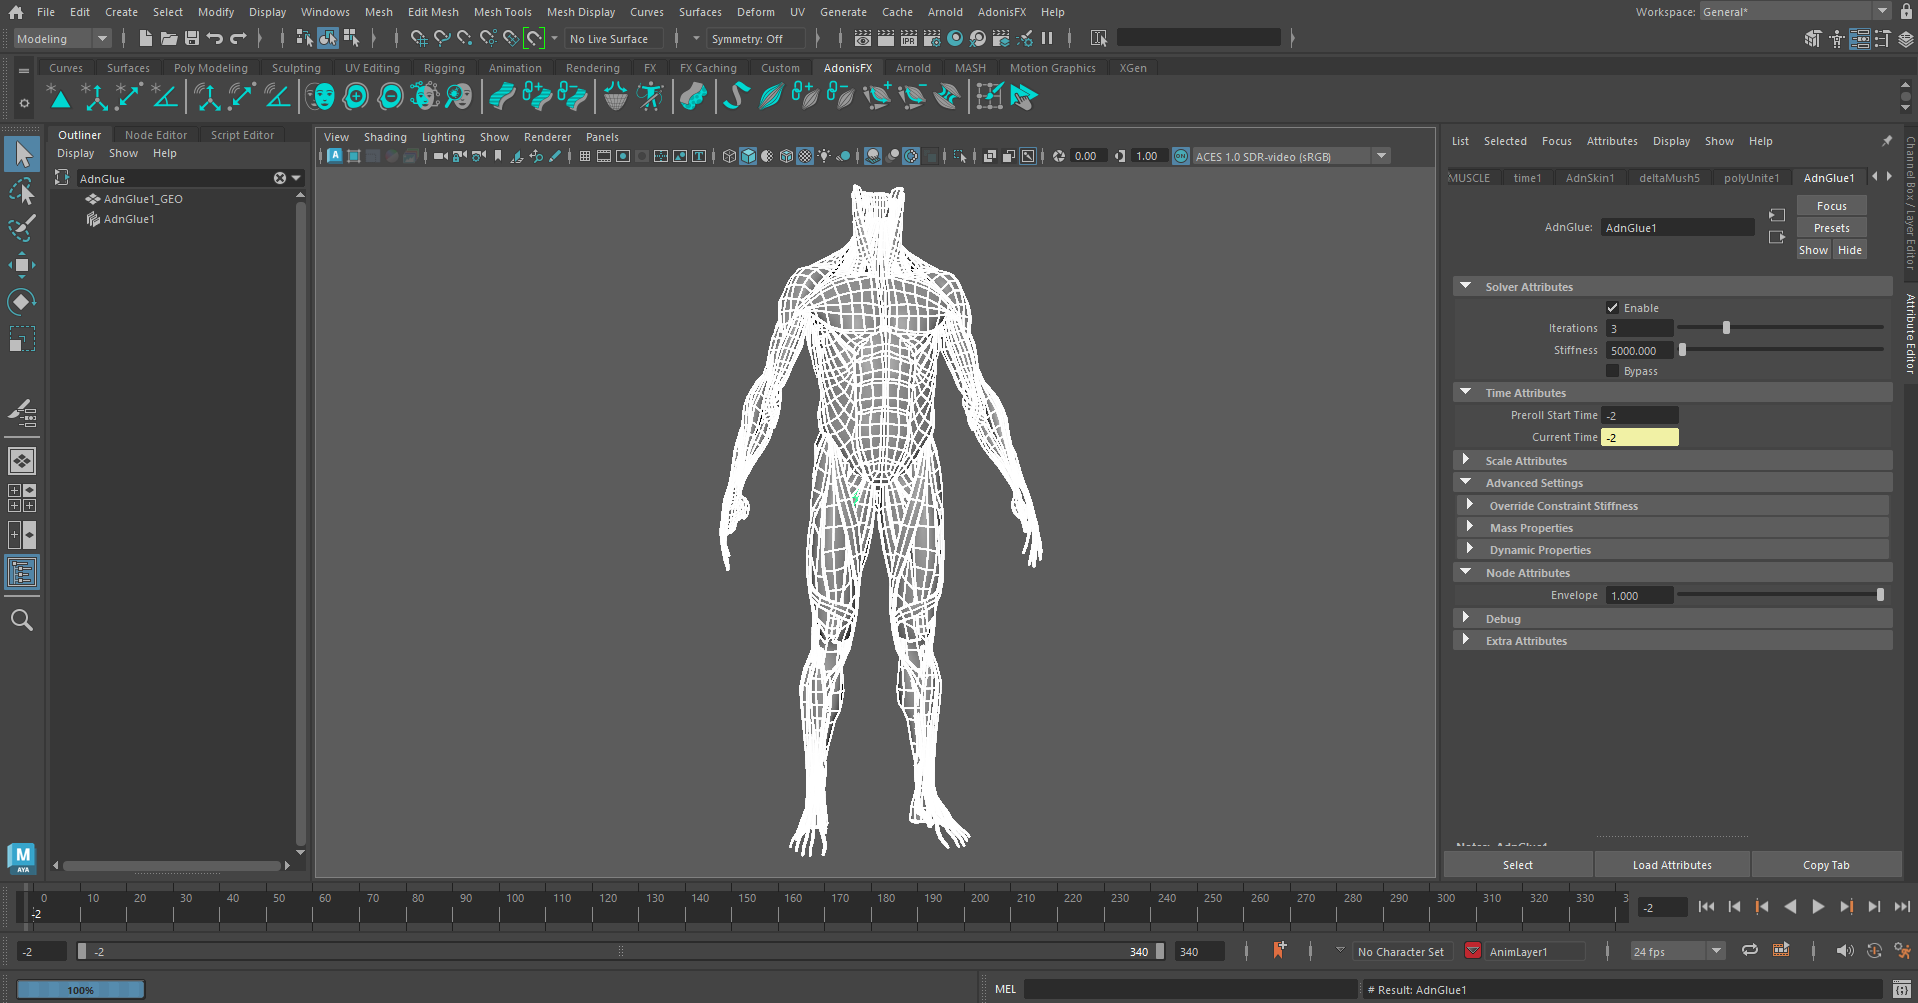 File Edit Create Select Modify Display Windows Mesh Edit Mesh Mesh Tools Mesh Display Curves Surfaces Deform UV Generate Cache Arnold AdonisFX Help Workspace: General*
Modeling No Live Surface Symmetry: Off IPR
Curves Surfaces Poly Modeling Sculpting UV Editing Rigging Animation Rendering FX FX Caching Custom AdonisFX Arnold MASH Motion Graphics XGen
Outliner Node Editor Script Editor
Display Show Help
AdnGlue
AdnGlue1_GEO
AdnGlue1
View Shading Lighting Show Renderer Panels
0.00 1.00 ACES 1.0 SDR-video (sRGB)
List Selected Focus Attributes Display Show Help
MUSCLE time1 AdnSkin1 deltaMush5 polyUnite1 AdnGlue1
Focus
AdnGlue: AdnGlue1 Presets
Show Hide
Solver Attributes
Enable
Iterations 3
Stiffness 5000.000
Bypass
Time Attributes
Preroll Start Time -2
Current Time -2
Scale Attributes
Advanced Settings
Override Constraint Stiffness
Mass Properties
Dynamic Properties
Node Attributes
Envelope 1.000
Debug
Extra Attributes
Notes: AdnGlue1
Select Load Attributes Copy Tab
Channel Box / Layer Editor
Attribute Editor
M
AYA
0 10 20 30 40 50 60 70 80 90 100 110 120 130 140 150 160 170 180 190 200 210 220 230 240 250 260 270 280 290 300 310 320 330 3
-2 -2
-2 -2 340 340 No Character Set AnimLayer1 24 fps
100% MEL # Result: AdnGlue1